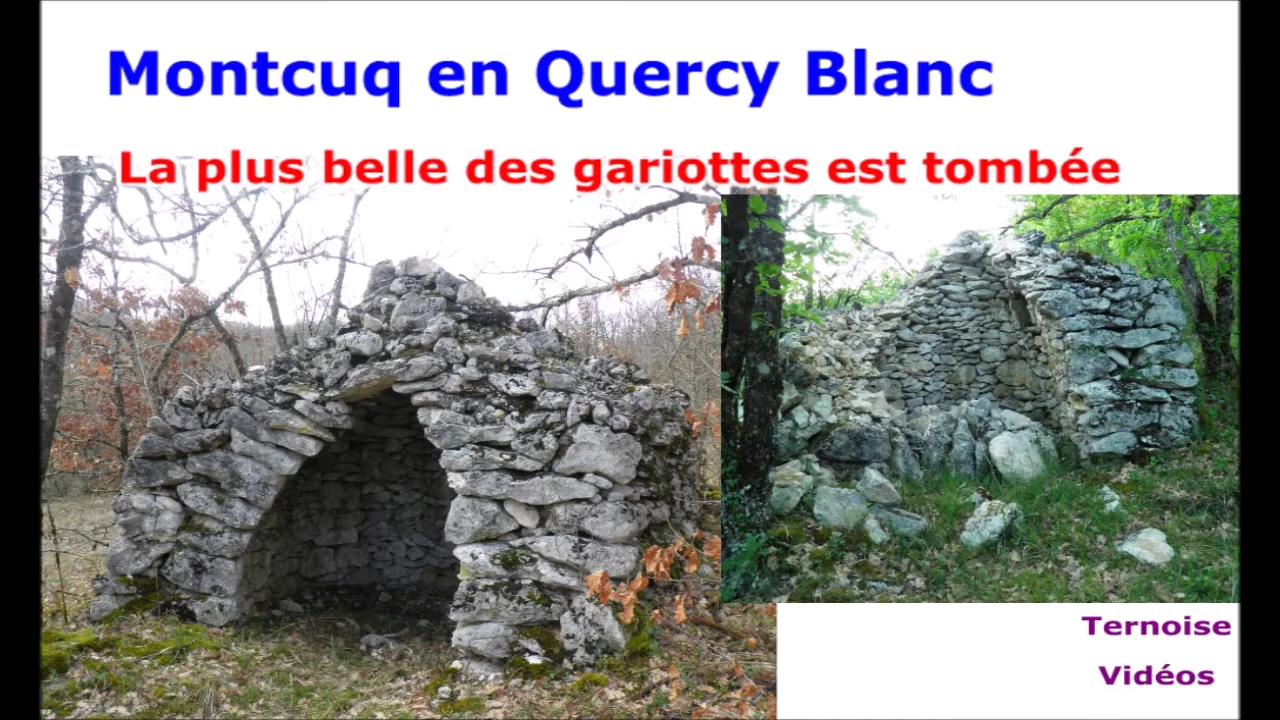 Montcuq en Quercy Blanc
La plus belle des gariottes est tombée
Ternoise
Vidéos